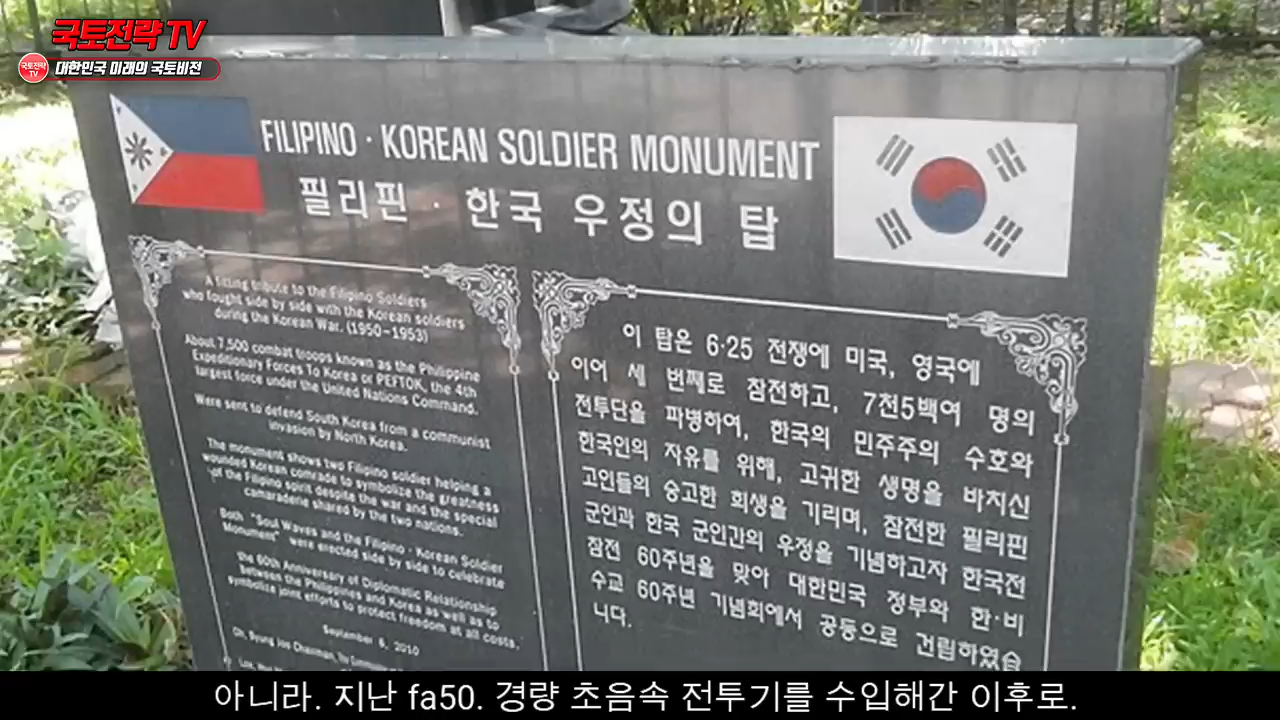 국토전략 TV
국토전략 TV
대한민국 미래의 국토비전
FILIPINO · KOREAN SOLDIER MONUMENT
필리핀 · 한국 우정의 탑
A fitting tribute to the Filipino Soldiers
who fought side by side with the Korean soldiers
during the Korean War. (1950-1953)
About 7,500 combat troops known as the Philippine
Expeditionary Forces To Korea or PEFTOK, the 4th
largest force under the United Nations Command.
Were sent to defend South Korea from a communist
invasion by North Korea.
The monument shows two Filipino soldier helping a
wounded Korean comrade to symbolize the greatness
of the Filipino spirit despite the war and the special
camaraderie shared by the two nations.
Both "Soul Waves and the Filipino · Korean Soldier
Monument" were erected side by side to celebrate
the 60th Anniversary of Diplomatic Relationship
between the Philippines and Korea as well as to
symbolize joint efforts to protect freedom at all costs.
September 6, 2010
Oh, Byung Joe Chairman,
이 탑은 6·25 전쟁에 미국, 영국에
이어 세 번째로 참전하고, 7천5백여 명의
전투단을 파병하여, 한국의 민주주의 수호와
한국인의 자유를 위해, 고귀한 생명을 바치신
고인들의 숭고한 희생을 기리며, 참전한 필리핀
군인과 한국 군인간의 우정을 기념하고자 한국전
참전 60주년을 맞아 대한민국 정부와 한·비
수교 60주년 기념회에서 공동으로 건립하였습
니다.
아니라. 지난 fa50. 경량 초음속 전투기를 수입해간 이후로.